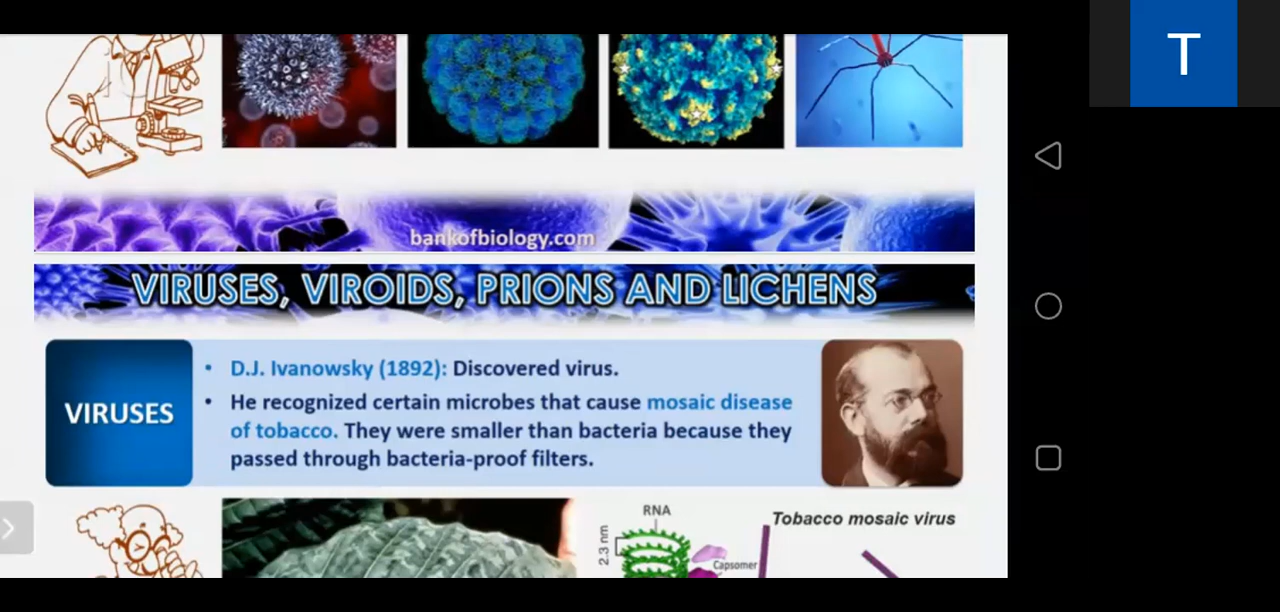 T
bankofbiology.com
VIRUSES, VIROIDS, PRIONS AND LICHENS
VIRUSES
• D.J. Ivanowsky (1892): Discovered virus.
• He recognized certain microbes that cause mosaic disease
of tobacco. They were smaller than bacteria because they
passed through bacteria-proof filters.
RNA
Tobacco mosaic virus
2.3 nm
Capsomer